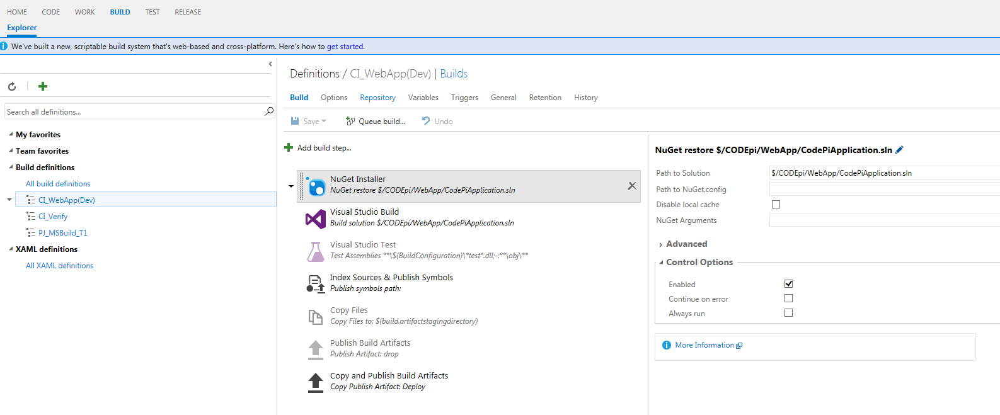 HOME CODE WORK BUILD TEST RELEASE
Explorer
We've built a new, scriptable build system that's web-based and cross-platform. Here's how to get started.
Search all definitions...
My favorites
Team favorites
Build definitions
All build definitions
CI_WebApp(Dev)
CI_Verify
PJ_MSBuild_T1
XAML definitions
All XAML definitions
Definitions / CI_WebApp(Dev) | Builds
Build Options Repository Variables Triggers General Retention History
Save Queue build... Undo
Add build step...
NuGet Installer
NuGet restore $/CODEpi/WebApp/CodePiApplication.sln
Visual Studio Build
Build solution $/CODEpi/WebApp/CodePiApplication.sln
Visual Studio Test
Test Assemblies **\$(BuildConfiguration)\*test*.dll;-:**\obj\**
Index Sources & Publish Symbols
Publish symbols path:
Copy Files
Copy Files to: $(build.artifactstagingdirectory)
Publish Build Artifacts
Publish Artifact: drop
Copy and Publish Build Artifacts
Copy Publish Artifact: Deploy
NuGet restore $/CODEpi/WebApp/CodePiApplication.sln
Path to Solution $/CODEpi/WebApp/CodePiApplication.sln
Path to NuGet.config
Disable local cache
NuGet Arguments
Advanced
Control Options
Enabled
Continue on error
Always run
More Information